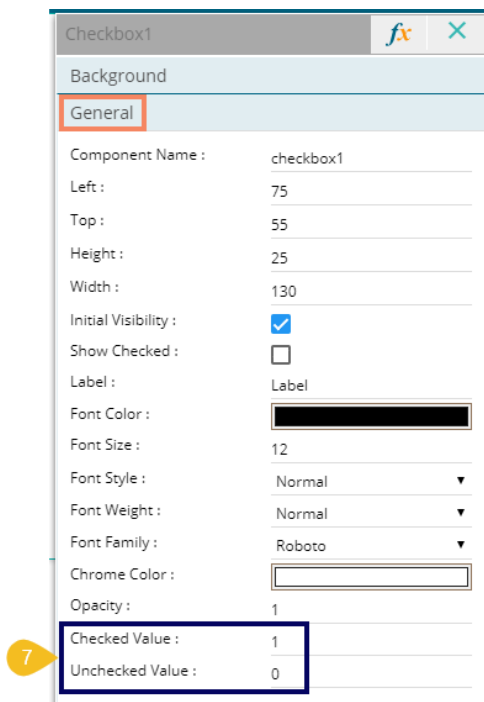 Checkbox1 fx
Background
General
Component Name : checkbox1
Left : 75
Top : 55
Height : 25
Width : 130
Initial Visibility :
Show Checked :
Label : Label
Font Color :
Font Size : 12
Font Style : Normal
Font Weight : Normal
Font Family : Roboto
Chrome Color :
Opacity : 1
Checked Value : 1
7
Unchecked Value : 0